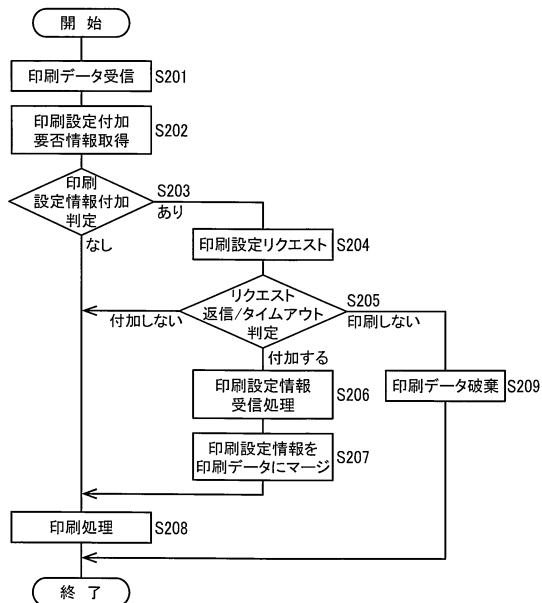 開始
印刷データ受信
S201
印刷設定付加
要否情報取得
S202
印刷
設定情報付加
判定
S203
あり
なし
印刷設定リクエスト
S204
リクエスト
返信/タイムアウト
判定
S205
付加しない
印刷しない
付加する
印刷設定情報
受信処理
S206
印刷データ破棄
S209
印刷設定情報を
印刷データにマージ
S207
印刷処理
S208
終了